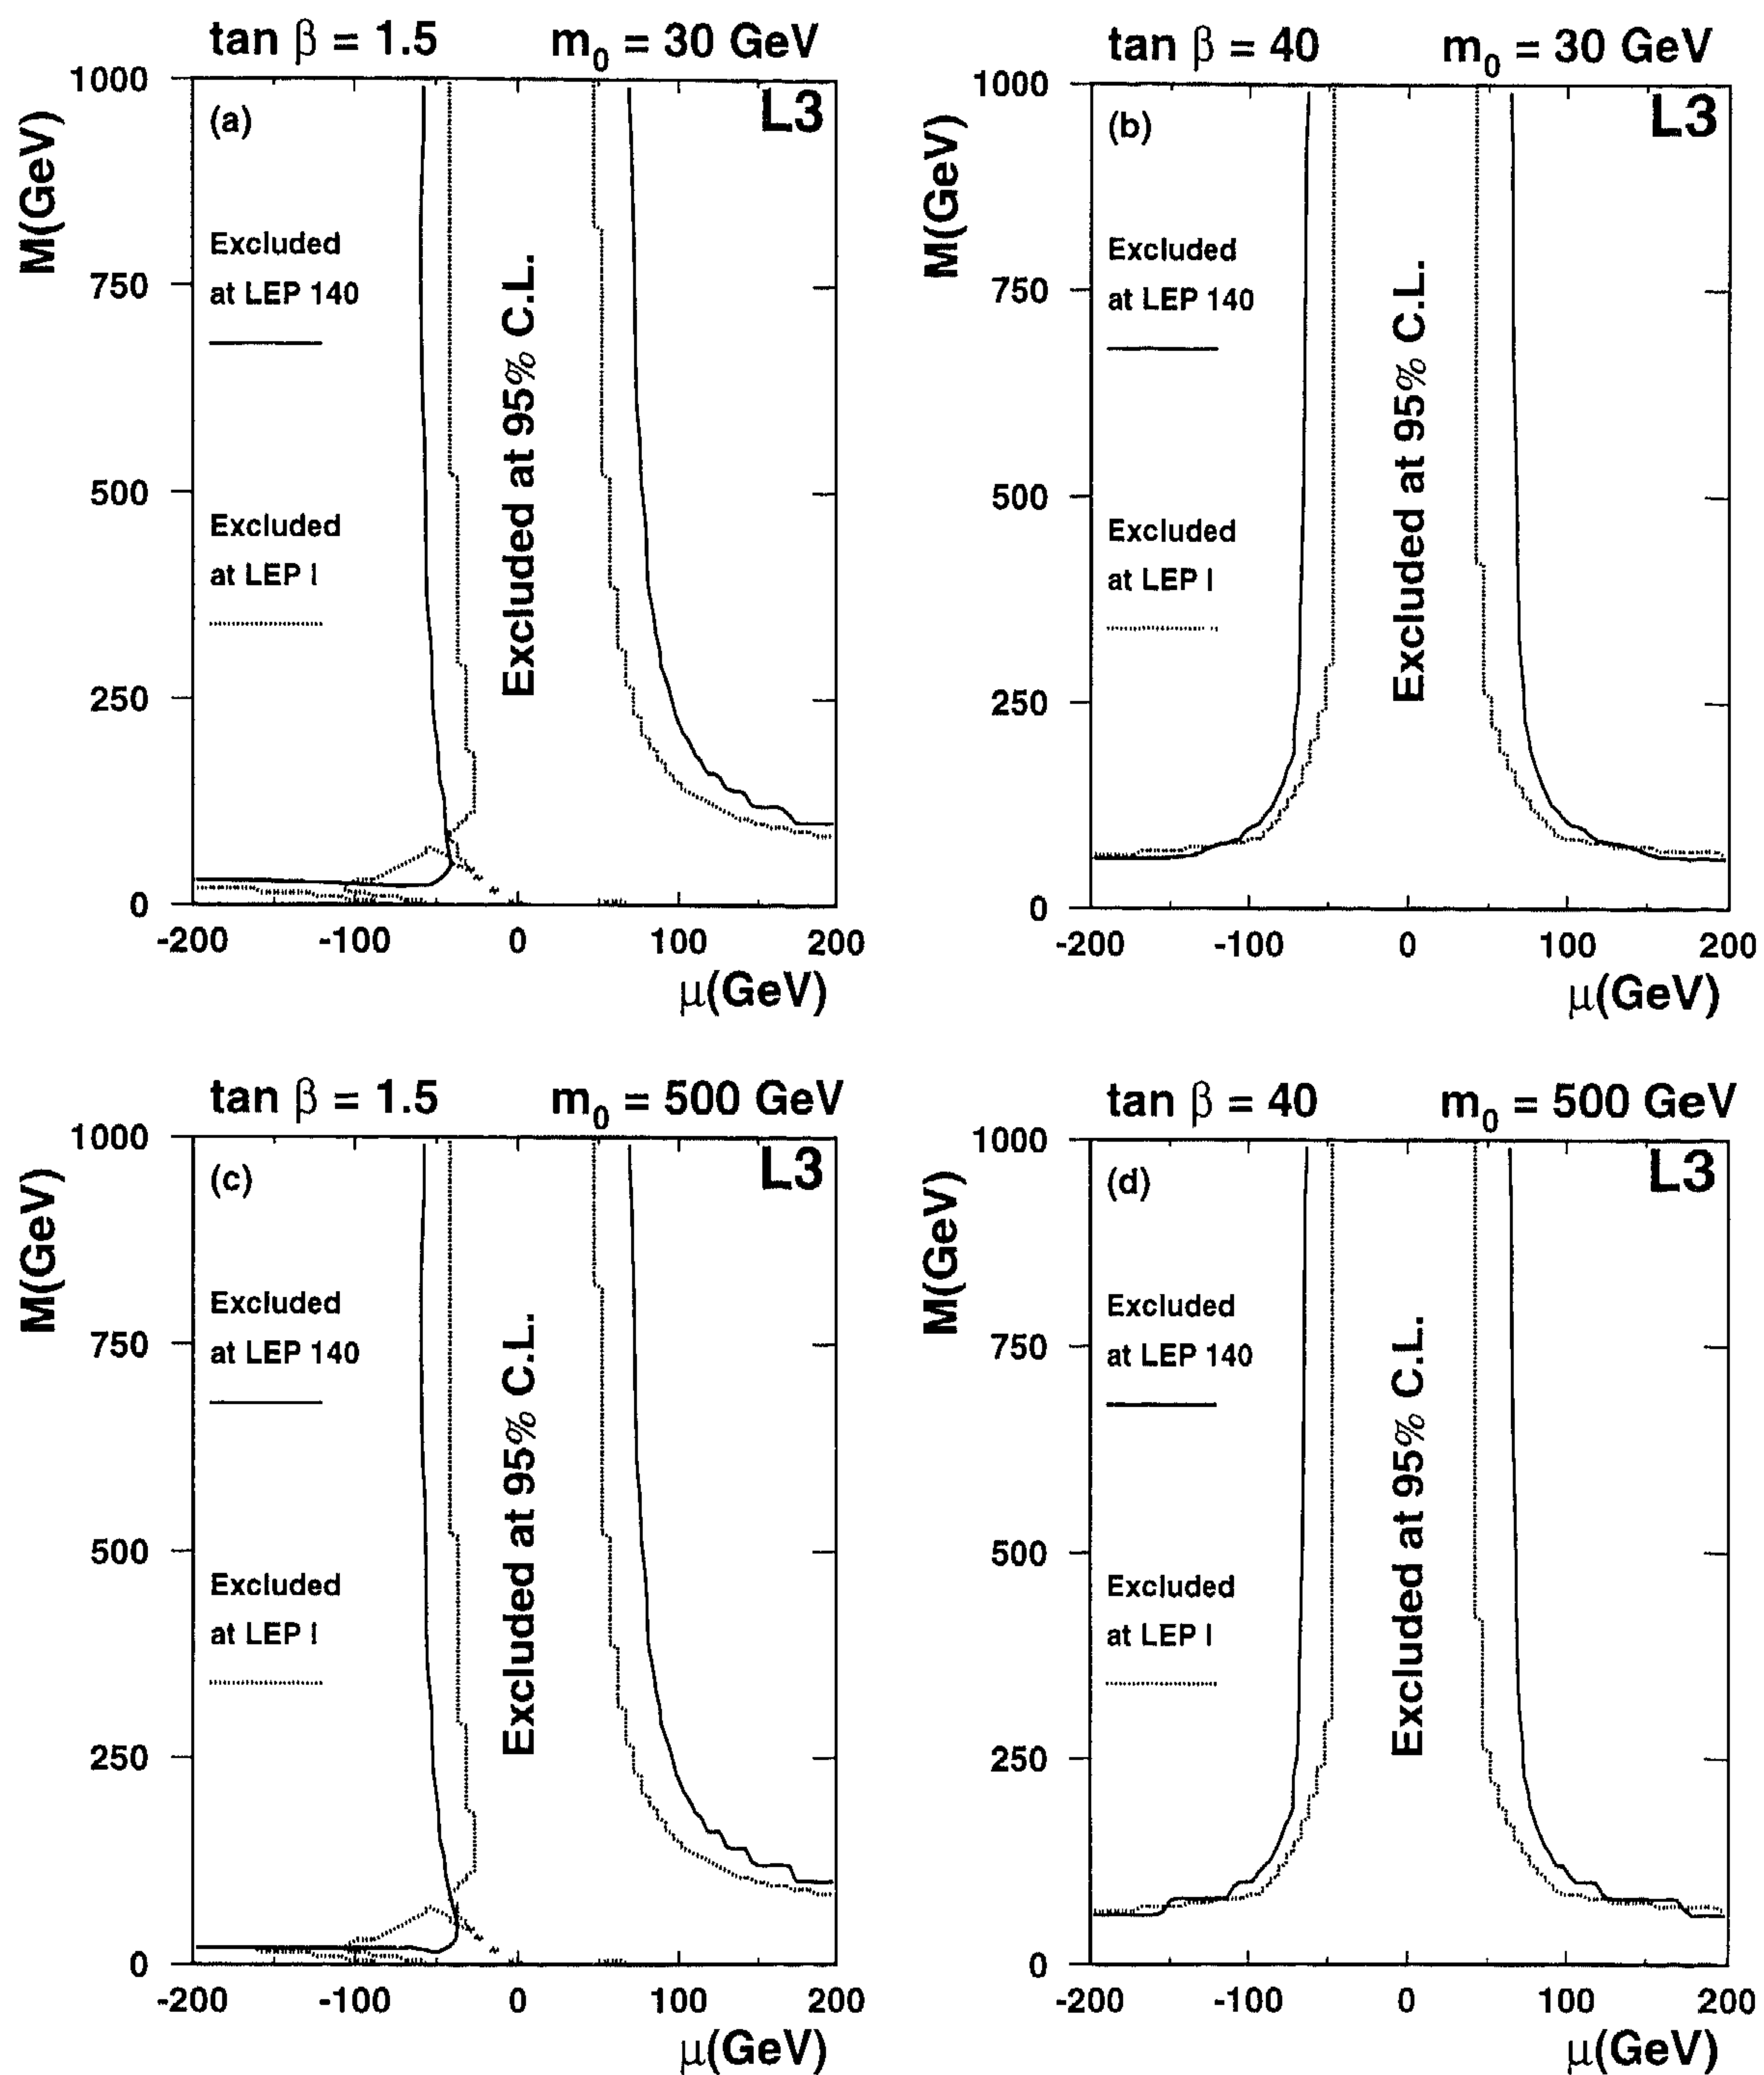 tan β = 1.5 m0 = 30 GeV
M(GeV)
1000
750
500
250
0
(a)
L3
Excluded
at LEP 140
Excluded
at LEP I
Excluded at 95% C.L.
-200 -100 0 100 200
μ(GeV)
tan β = 40 m0 = 30 GeV
M(GeV)
1000
750
500
250
0
(b)
L3
Excluded
at LEP 140
Excluded
at LEP I
Excluded at 95% C.L.
-200 -100 0 100 200
μ(GeV)
tan β = 1.5 m0 = 500 GeV
M(GeV)
1000
750
500
250
0
(c)
L3
Excluded
at LEP 140
Excluded
at LEP I
Excluded at 95% C.L.
-200 -100 0 100 200
μ(GeV)
tan β = 40 m0 = 500 GeV
M(GeV)
1000
750
500
250
0
(d)
L3
Excluded
at LEP 140
Excluded
at LEP I
Excluded at 95% C.L.
-200 -100 0 100 200
μ(GeV)